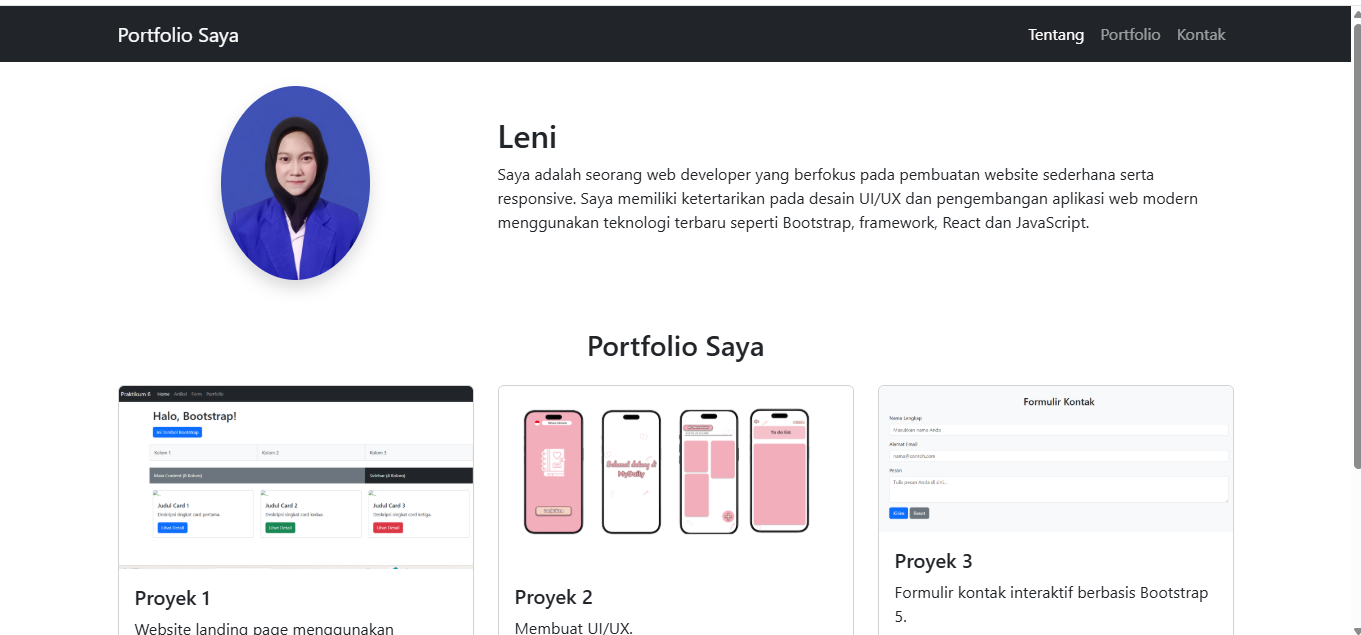 Portfolio Saya
Tentang Portfolio Kontak
Leni
Saya adalah seorang web developer yang berfokus pada pembuatan website sederhana serta
responsive. Saya memiliki ketertarikan pada desain UI/UX dan pengembangan aplikasi web modern
menggunakan teknologi terbaru seperti Bootstrap, framework, React dan JavaScript.
Portfolio Saya
Praktikum 6 Home Artikel Form Portfolio
Halo, Bootstrap!
Ini Tombol Bootstrap
Kolom 1 Kolom 2 Kolom 3
Main Content (8 Kolom) Sidebar (4 Kolom)
Judul Card 1 Judul Card 2 Judul Card 3
Deskripsi singkat card pertama. Deskripsi singkat card kedua. Deskripsi singkat card ketiga.
Lihat Detail Lihat Detail Lihat Detail
Proyek 1
Website landing page menggunakan
Selamat datang di
MyDaily
To do list
Proyek 2
Membuat UI/UX.
Formulir Kontak
Nama Lengkap
Masukkan nama Anda
Alamat Email
nama@contoh.com
Pesan
Tulis pesan Anda di sini...
Kirim Reset
Proyek 3
Formulir kontak interaktif berbasis Bootstrap
5.